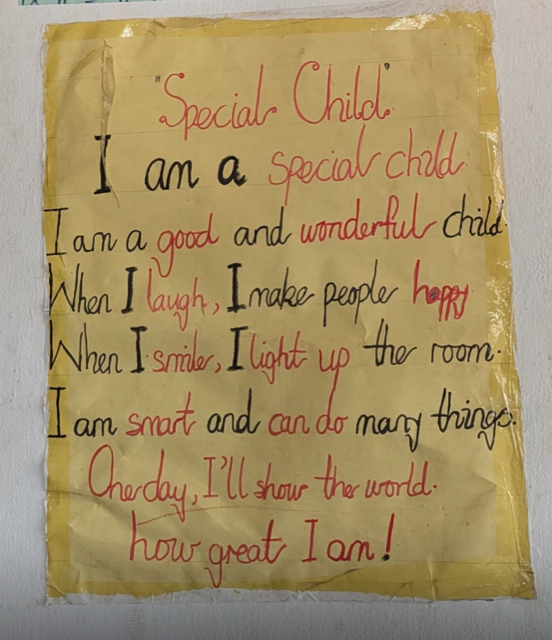 "Special Child"
I am a special child
I am a good and wonderful child.
When I laugh, I make people happy
When I smile, I light up the room.
I am smart and can do many things.
One day, I'll show the world.
how great I am!